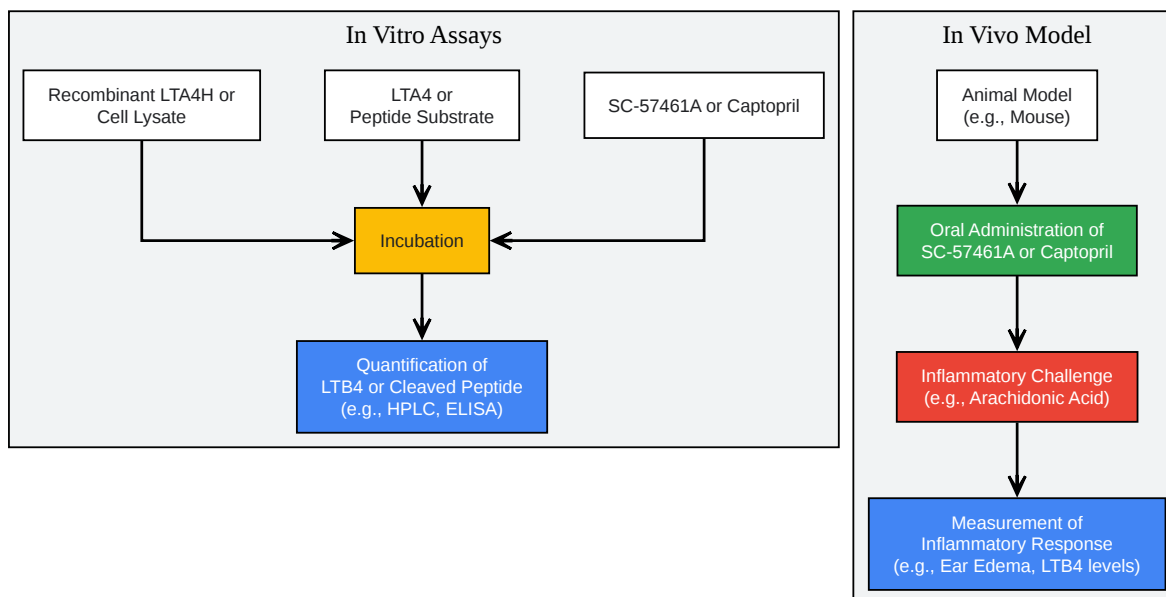 In Vitro Assays
Recombinant LTA4H or
Cell Lysate
LTA4 or
Peptide Substrate
SC-57461A or Captopril
Incubation
Quantification of
LTB4 or Cleaved Peptide
(e.g., HPLC, ELISA)
In Vivo Model
Animal Model
(e.g., Mouse)
Oral Administration of
SC-57461A or Captopril
Inflammatory Challenge
(e.g., Arachidonic Acid)
Measurement of
Inflammatory Response
(e.g., Ear Edema, LTB4 levels)